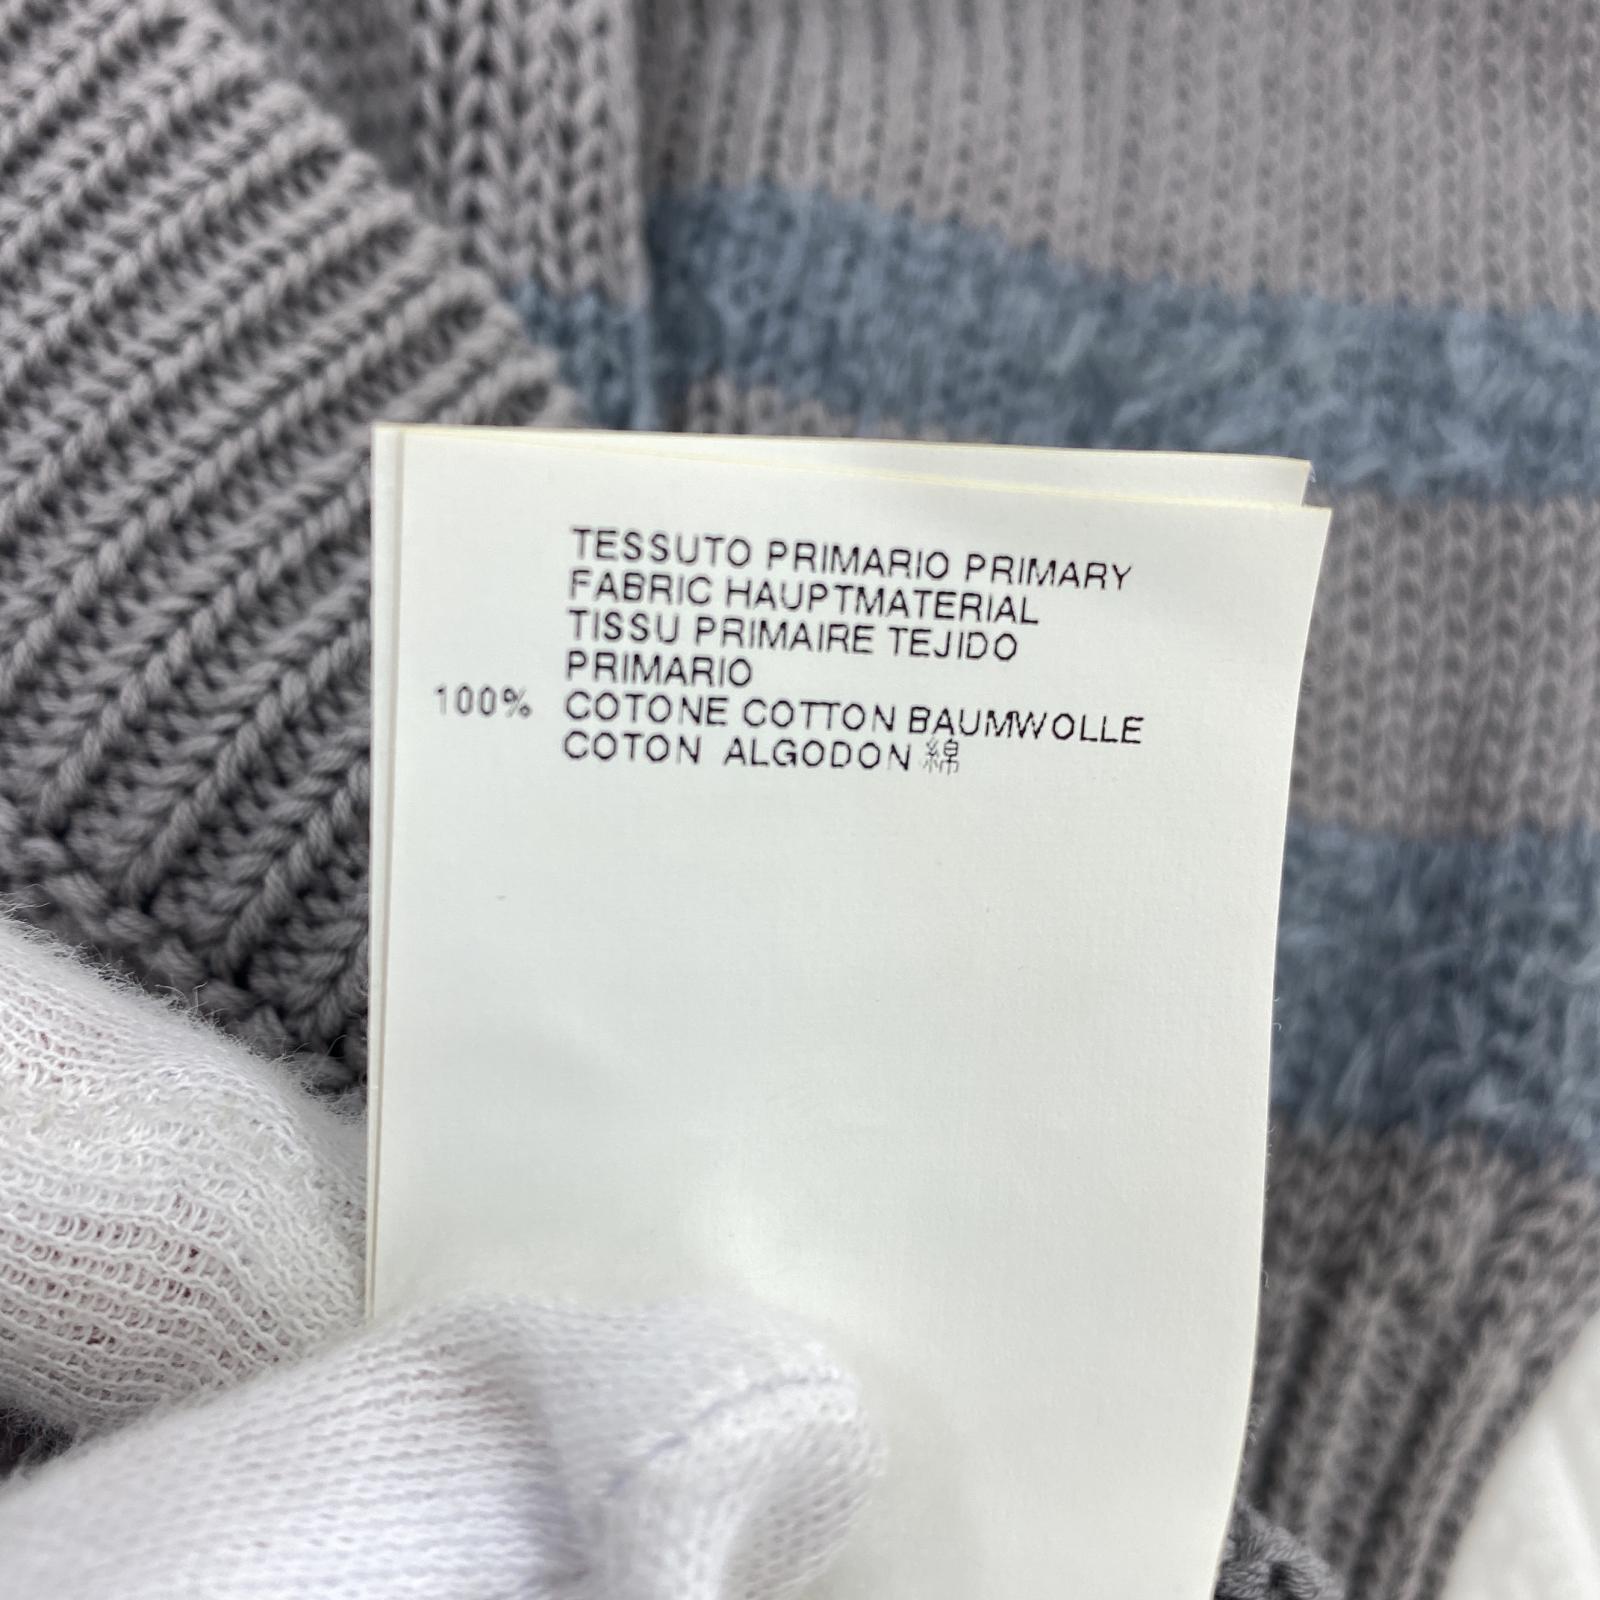 TESSUTO PRIMARIO PRIMARY
FABRIC HAUPTMATERIAL
TISSU PRIMAIRE TEJIDO
PRIMARIO
100% COTONE COTTON BAUMWOLLE
COTON ALGODON 綿